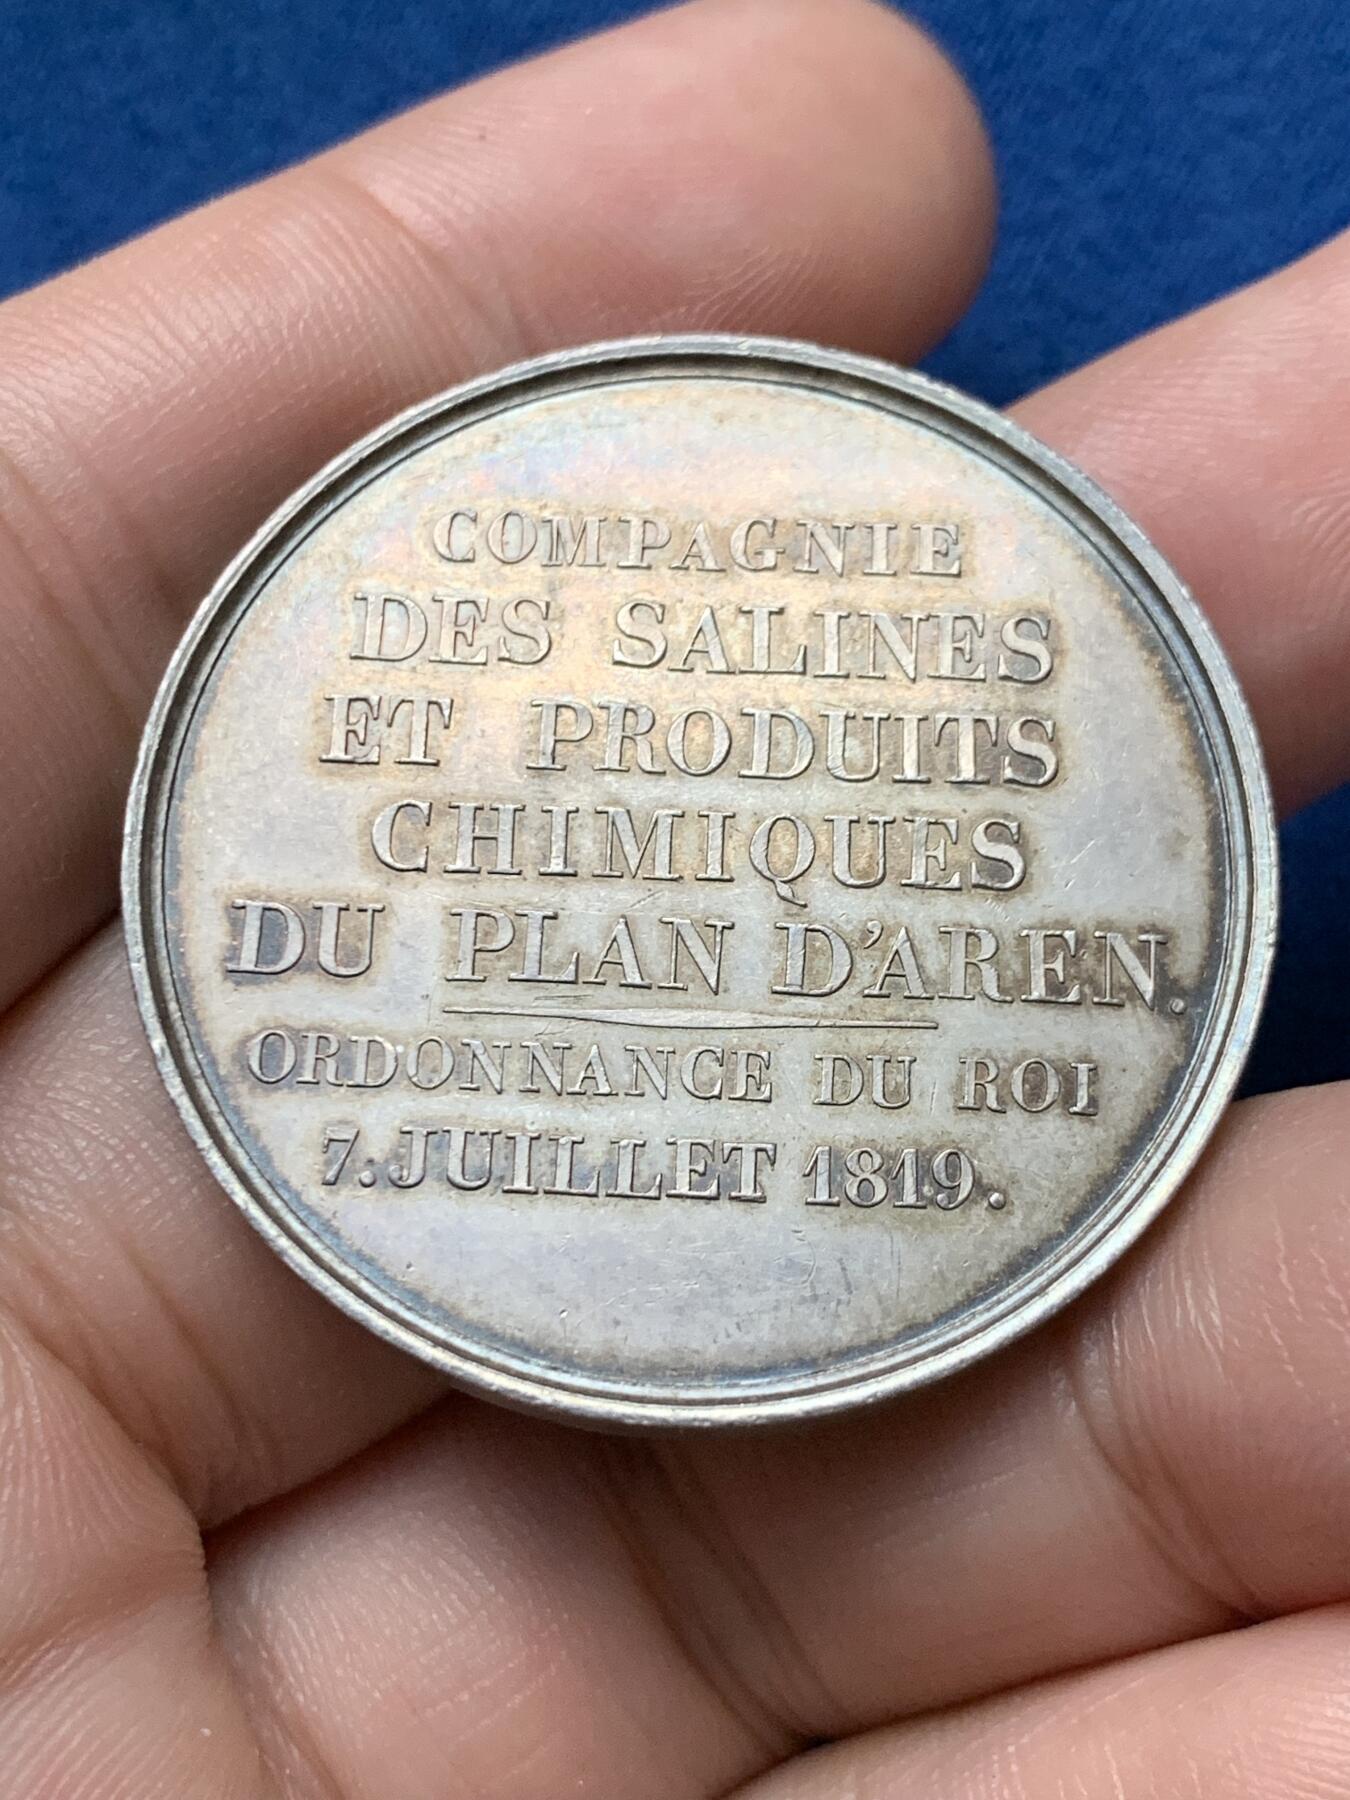 COMPAGNIE
DES SALINES
ET PRODUITS
CHIMIQUES
DU PLAN D'AREN.
ORDONNANCE DU ROI
7. JUILLET 1819.